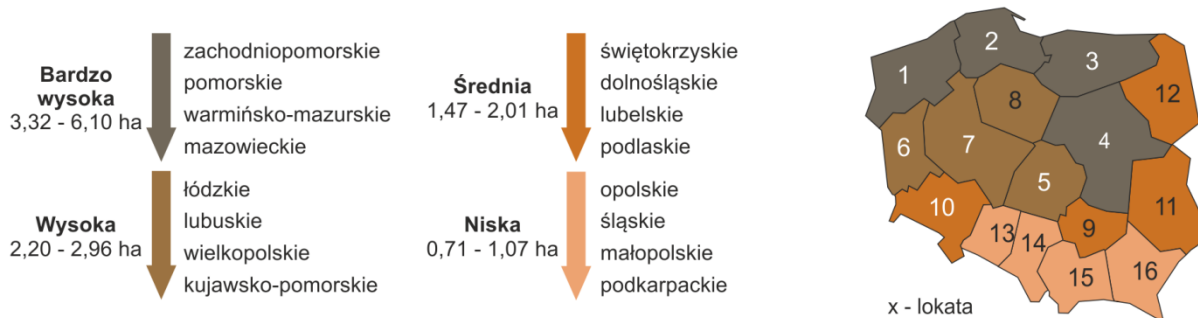 Bardzo
wysoka
3,32 - 6,10 ha
zachodniopomorskie
pomorskie
warmińsko-mazurskie
mazowieckie
Wysoka
2,20 - 2,96 ha
łódzkie
lubuskie
wielkopolskie
kujawsko-pomorskie
Średnia
1,47 - 2,01 ha
świętokrzyskie
dolnośląskie
lubelskie
podlaskie
Niska
0,71 - 1,07 ha
opolskie
śląskie
małopolskie
podkarpackie
1
2
3
12
8
4
7
6
5
10
11
9
13
14
15
16
x - lokata